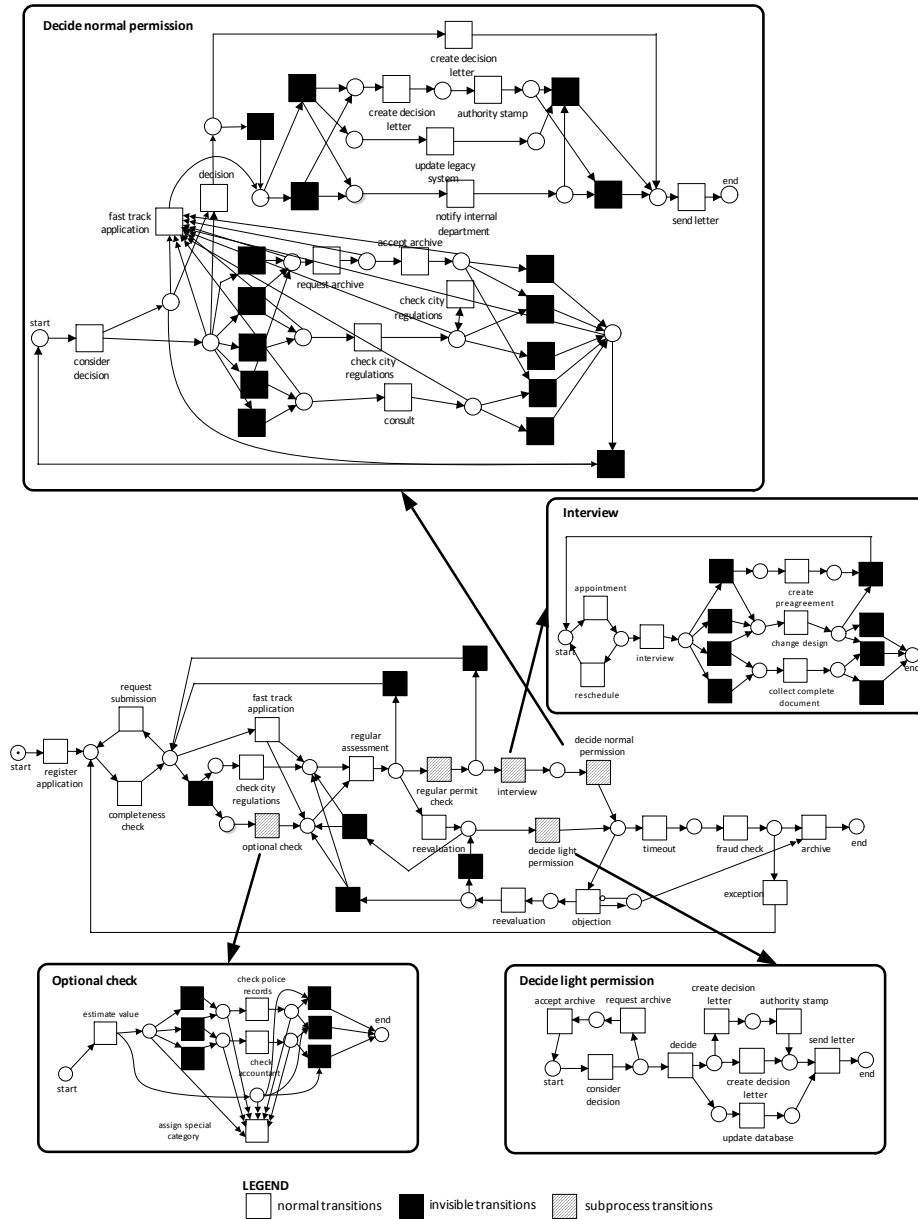 Decide normal permission
create decision
letter
create decision
letter
authority stamp
update legacy
system
decision
notify internal
department
send letter
end
fast track
application
accept archive
request archive
check city
regulations
start
consider
decision
check city
regulations
consult
Interview
appointment
create
preagreement
start
interview
change design
end
reschedule
collect complete
document
request
submission
fast track
application
regular
assessment
decide normal
permission
start
register
application
check city
regulations
regular permit
check
interview
completeness
check
optional check
reevaluation
decide light
permission
timeout
fraud check
archive
end
exception
reevaluation
objection
Optional check
check police
records
estimate value
end
check
accountant
start
assign special
category
Decide light permission
create decision
letter
authority stamp
accept archive
request archive
decide
send letter
start
consider
decision
create decision
letter
end
update database
LEGEND
normal transitions
invisible transitions
subprocess transitions